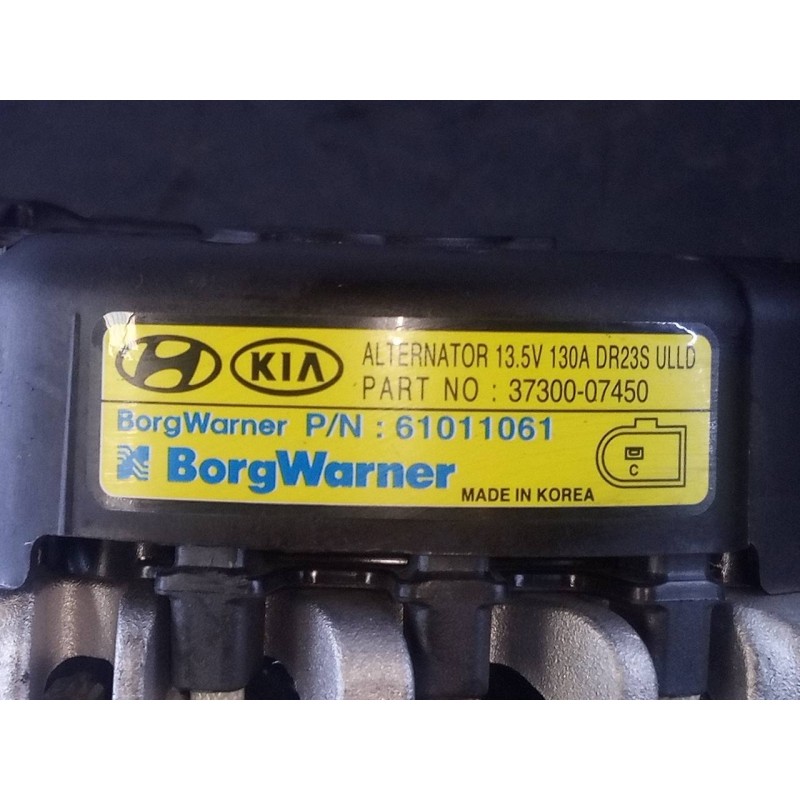 KIA
ALTERNATOR 13.5V 130A DR23S ULLD
PART NO : 37300-07450
BorgWarner P/N : 61011061
BorgWarner
MADE IN KOREA
C